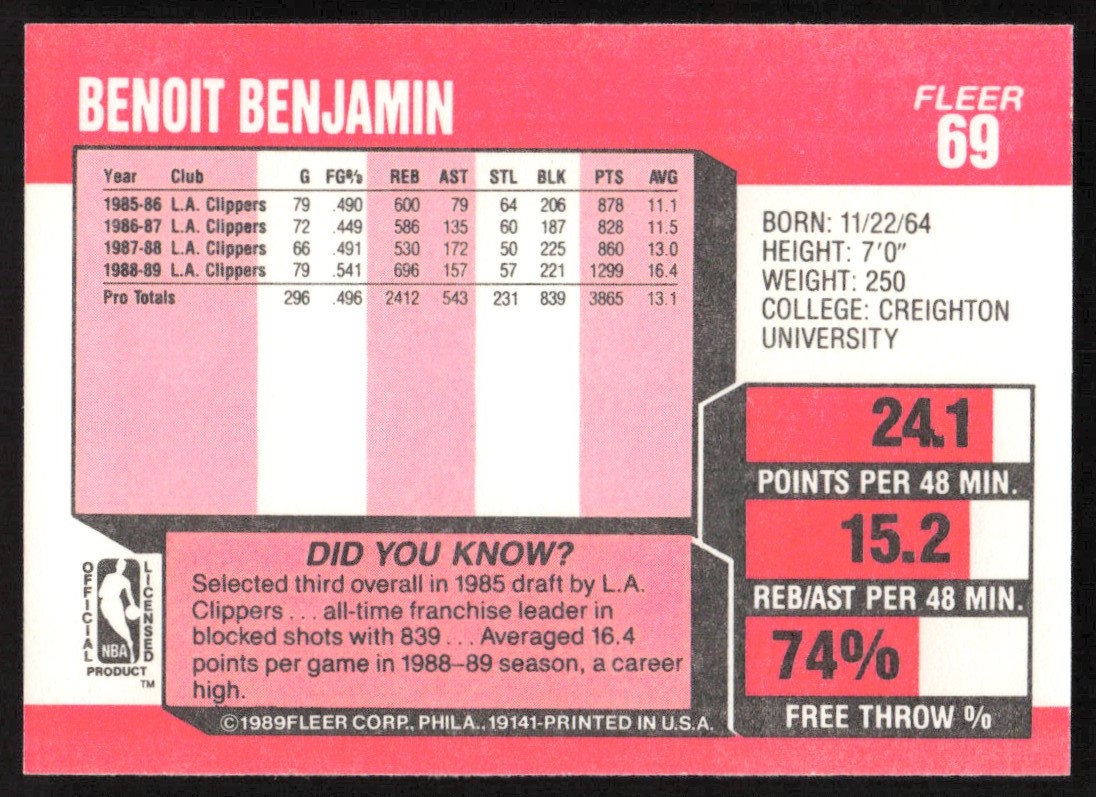 BENOIT BENJAMIN
FLEER
69
Year Club G FG% REB AST STL BLK PTS AVG
1985-86 L.A. Clippers 79 .490 600 79 64 206 878 11.1
1986-87 L.A. Clippers 72 .449 586 135 60 187 828 11.5
1987-88 L.A. Clippers 66 .491 530 172 50 225 860 13.0
1988-89 L.A. Clippers 79 .541 696 157 57 221 1299 16.4
Pro Totals 296 .496 2412 543 231 839 3865 13.1
BORN: 11/22/64
HEIGHT: 7'0"
WEIGHT: 250
COLLEGE: CREIGHTON
UNIVERSITY
24.1
POINTS PER 48 MIN.
15.2
REB/AST PER 48 MIN.
74%
FREE THROW %
DID YOU KNOW?
Selected third overall in 1985 draft by L.A.
Clippers . . . all-time franchise leader in
blocked shots with 839 . . . Averaged 16.4
points per game in 1988–89 season, a career
high.
OFFICIAL
NBA
LICENSED
PRODUCT
TM
©1989FLEER CORP., PHILA., 19141-PRINTED IN U.S.A.